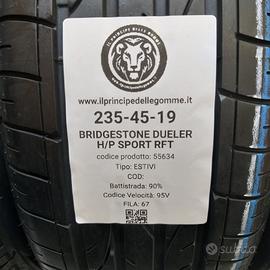 IL PRINCIPE DELLE GOMME
www.ilprincipedellegomme.it
235-45-19
BRIDGESTONE DUELER
H/P SPORT RFT
codice prodotto: 55634
Tipo: ESTIVI
COD:
Battistrada: 90%
Codice Velocità: 95V
FILA: 67
subito